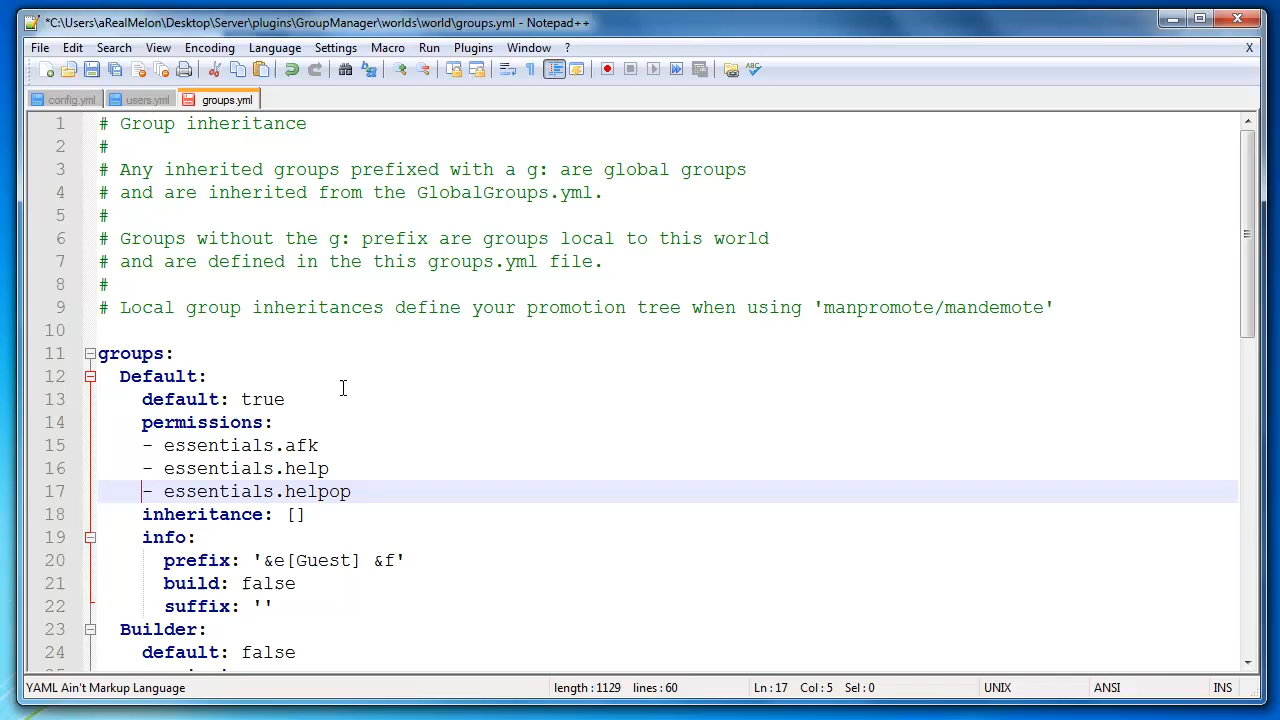 *C:\Users\aRealMelon\Desktop\Server\plugins\GroupManager\worlds\world\groups.yml - Notepad++
File Edit Search View Encoding Language Settings Macro Run Plugins Window ? X
config.yml users.yml groups.yml
1 # Group inheritance
2 #
3 # Any inherited groups prefixed with a g: are global groups
4 # and are inherited from the GlobalGroups.yml.
5 #
6 # Groups without the g: prefix are groups local to this world
7 # and are defined in the this groups.yml file.
8 #
9 # Local group inheritances define your promotion tree when using 'manpromote/mandemote'
10
11 groups:
12 Default:
13 default: true
14 permissions:
15 - essentials.afk
16 - essentials.help
17 - essentials.helpop
18 inheritance: []
19 info:
20 prefix: '&e[Guest] &f'
21 build: false
22 suffix: ''
23 Builder:
24 default: false
YAML Ain't Markup Language length : 1129 lines : 60 Ln : 17 Col : 5 Sel : 0 UNIX ANSI INS